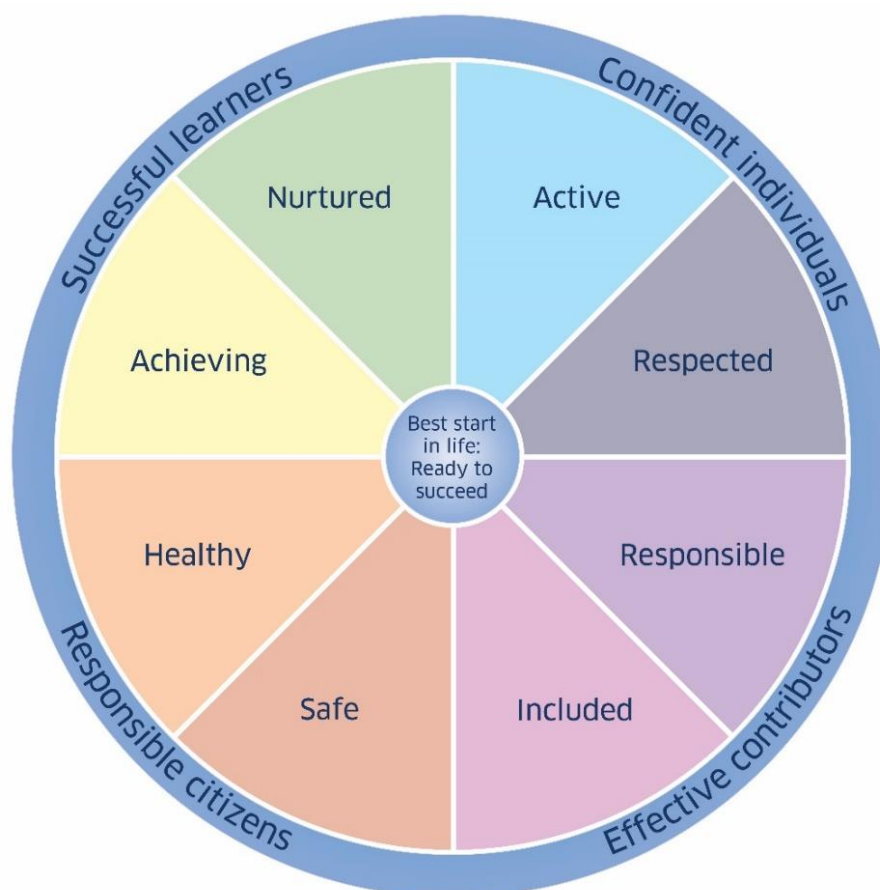 Successful learners
Confident individuals
Nurtured
Active
Achieving
Respected
Best start
in life:
Ready to
succeed
Healthy
Responsible
Safe
Included
Responsible citizens
Effective contributors